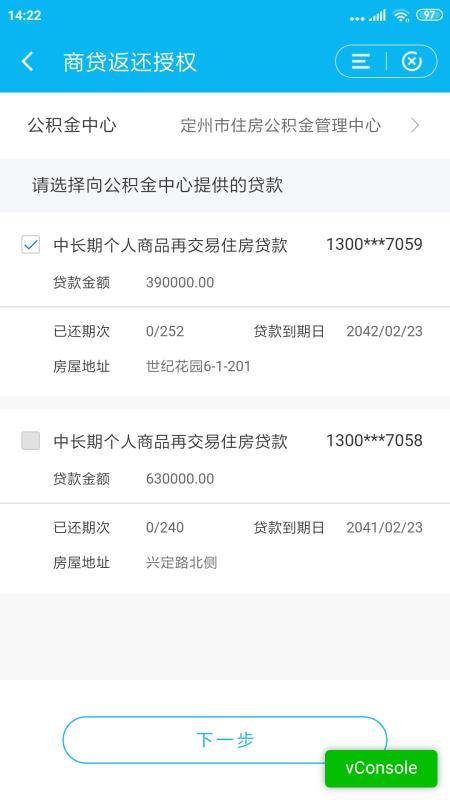 14:22
97
商贷返还授权
公积金中心 定州市住房公积金管理中心
请选择向公积金中心提供的贷款
中长期个人商品再交易住房贷款 1300***7059
贷款金额 390000.00
已还期次 0/252 贷款到期日 2042/02/23
房屋地址 世纪花园6-1-201
中长期个人商品再交易住房贷款 1300***7058
贷款金额 630000.00
已还期次 0/240 贷款到期日 2041/02/23
房屋地址 兴定路北侧
下一步
vConsole